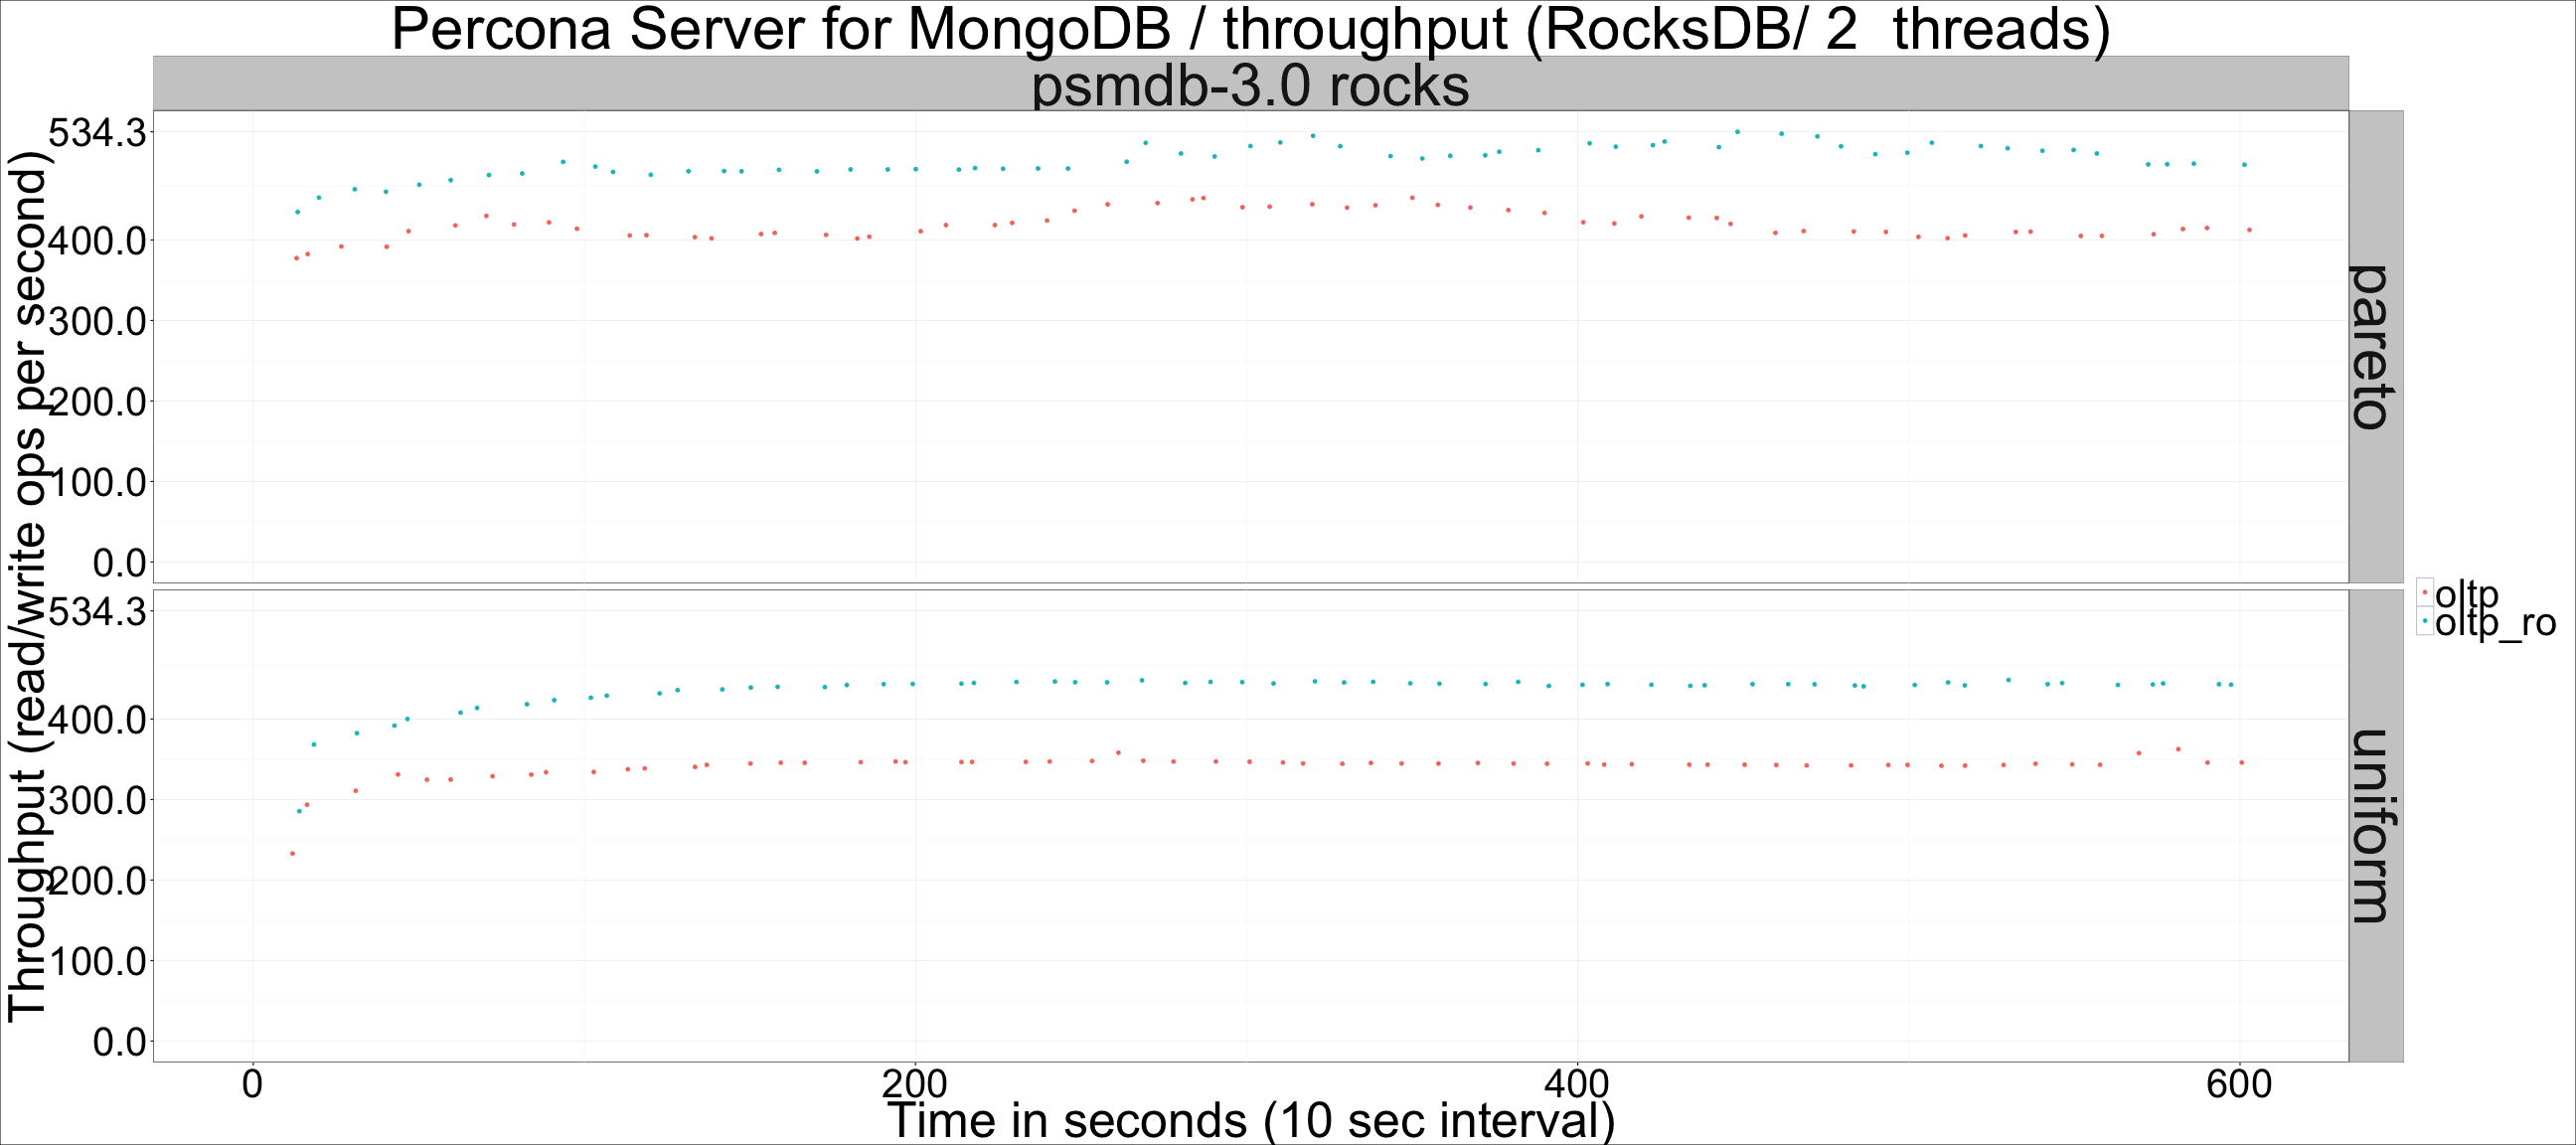 Percona Server for MongoDB / throughput (RocksDB/ 2  threads)
psmdb-3.0 rocks
Throughput (read/write ops per second)
534.3
400.0
300.0
200.0
100.0
0.0
pareto
534.3
400.0
300.0
200.0
100.0
0.0
uniform
oltp
oltp_ro
0 200 400 600
Time in seconds (10 sec interval)